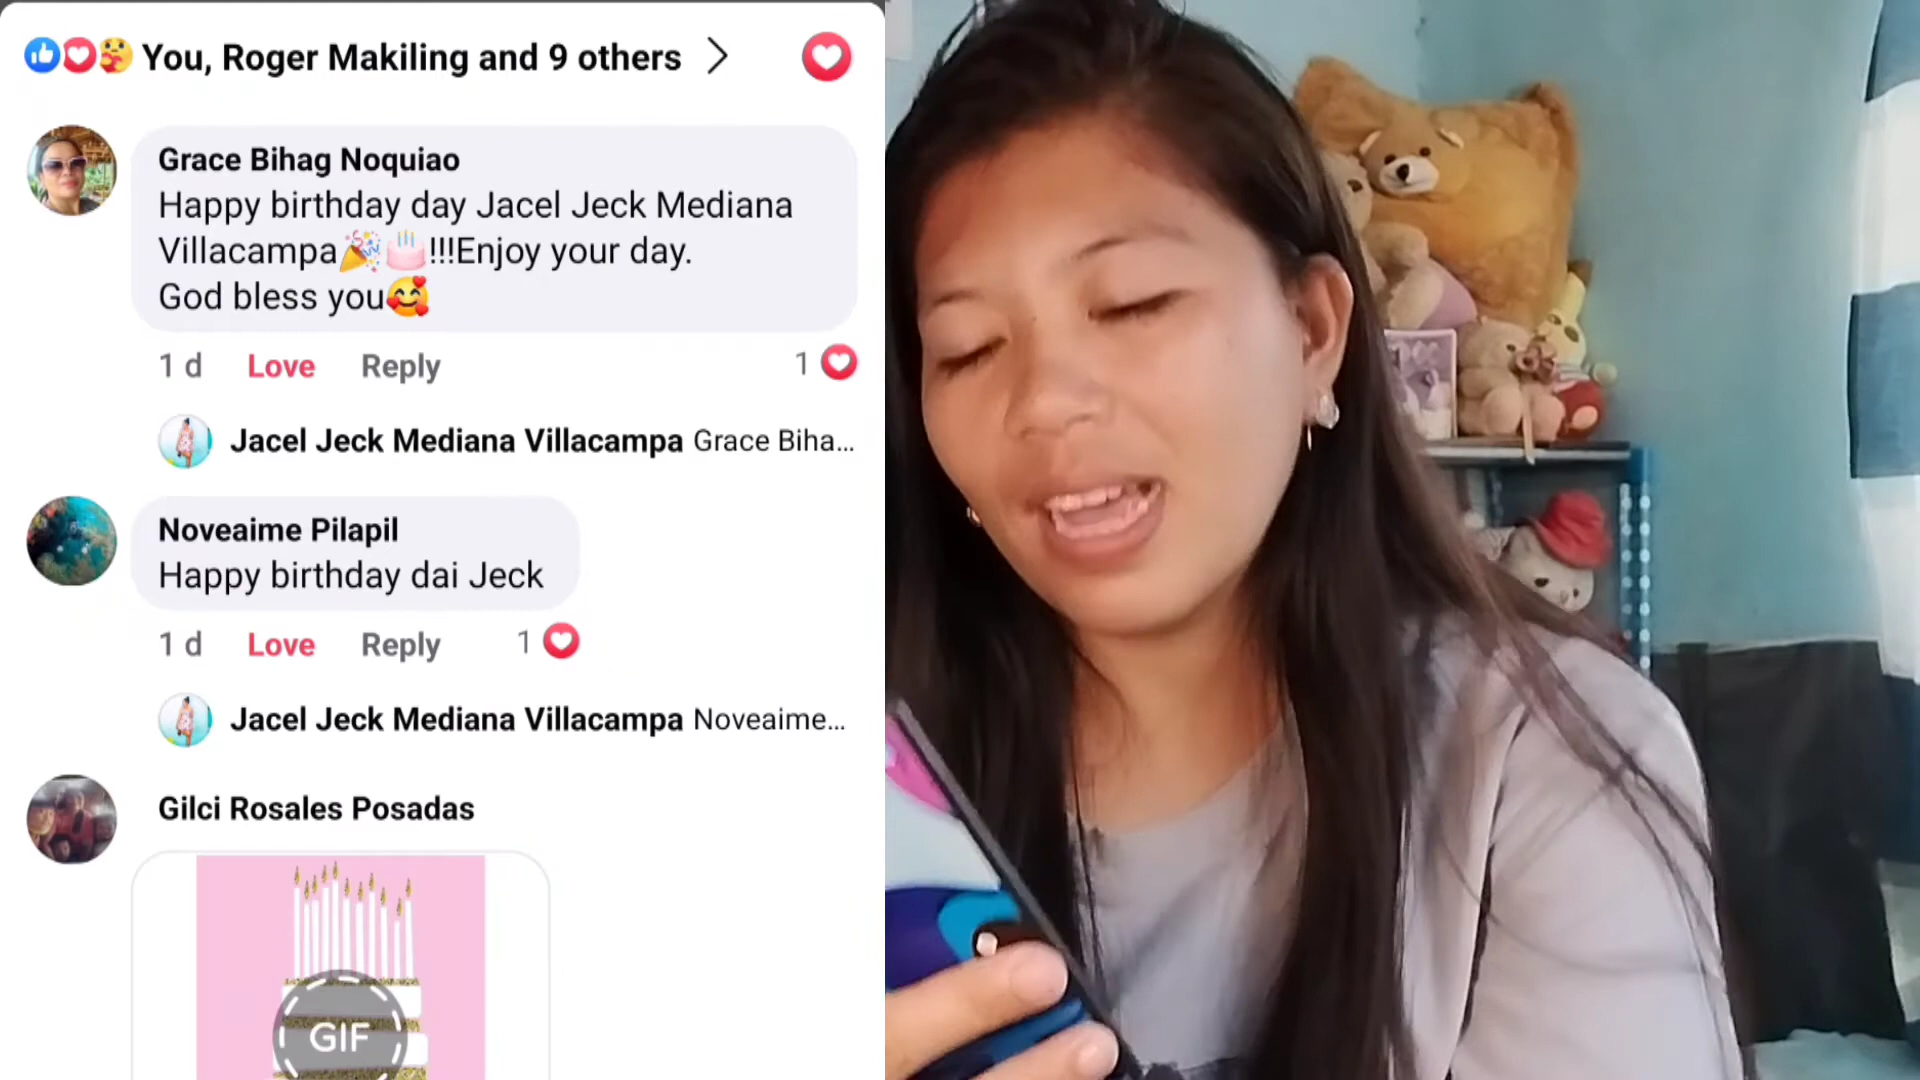 You, Roger Makiling and 9 others
Grace Bihag Noquiao
Happy birthday day Jacel Jeck Mediana
Villacampa🎉🎂!!!Enjoy your day.
God bless you🥰
1 d Love Reply 1
Jacel Jeck Mediana Villacampa Grace Biha...
Noveaime Pilapil
Happy birthday dai Jeck
1 d Love Reply 1
Jacel Jeck Mediana Villacampa Noveaime...
Gilci Rosales Posadas
GIF